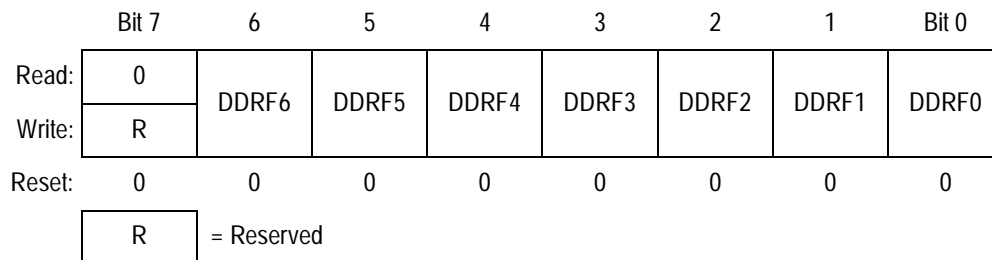 Bit 7 6 5 4 3 2 1 Bit 0
Read: 0 DDRF6 DDRF5 DDRF4 DDRF3 DDRF2 DDRF1 DDRF0
Write: R
Reset: 0 0 0 0 0 0 0 0
R = Reserved